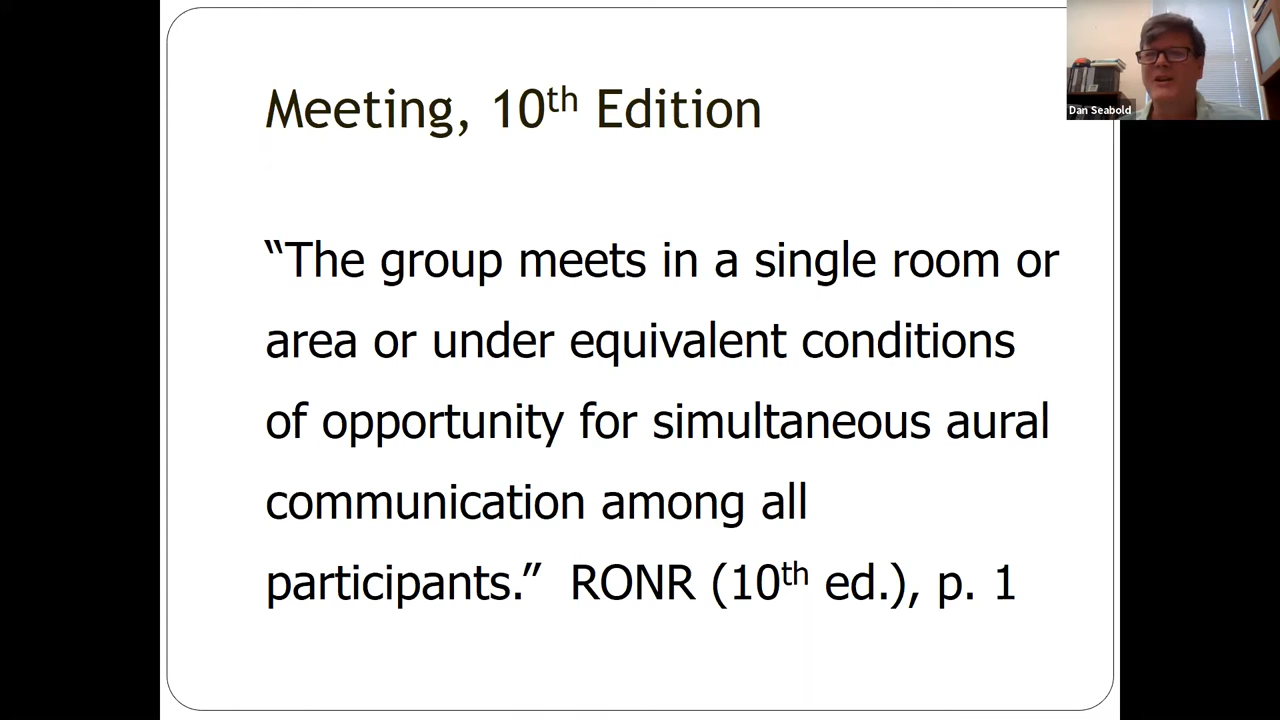 Meeting, 10th Edition
Dan Seabold
“The group meets in a single room or
area or under equivalent conditions
of opportunity for simultaneous aural
communication among all
participants.” RONR (10th ed.), p. 1